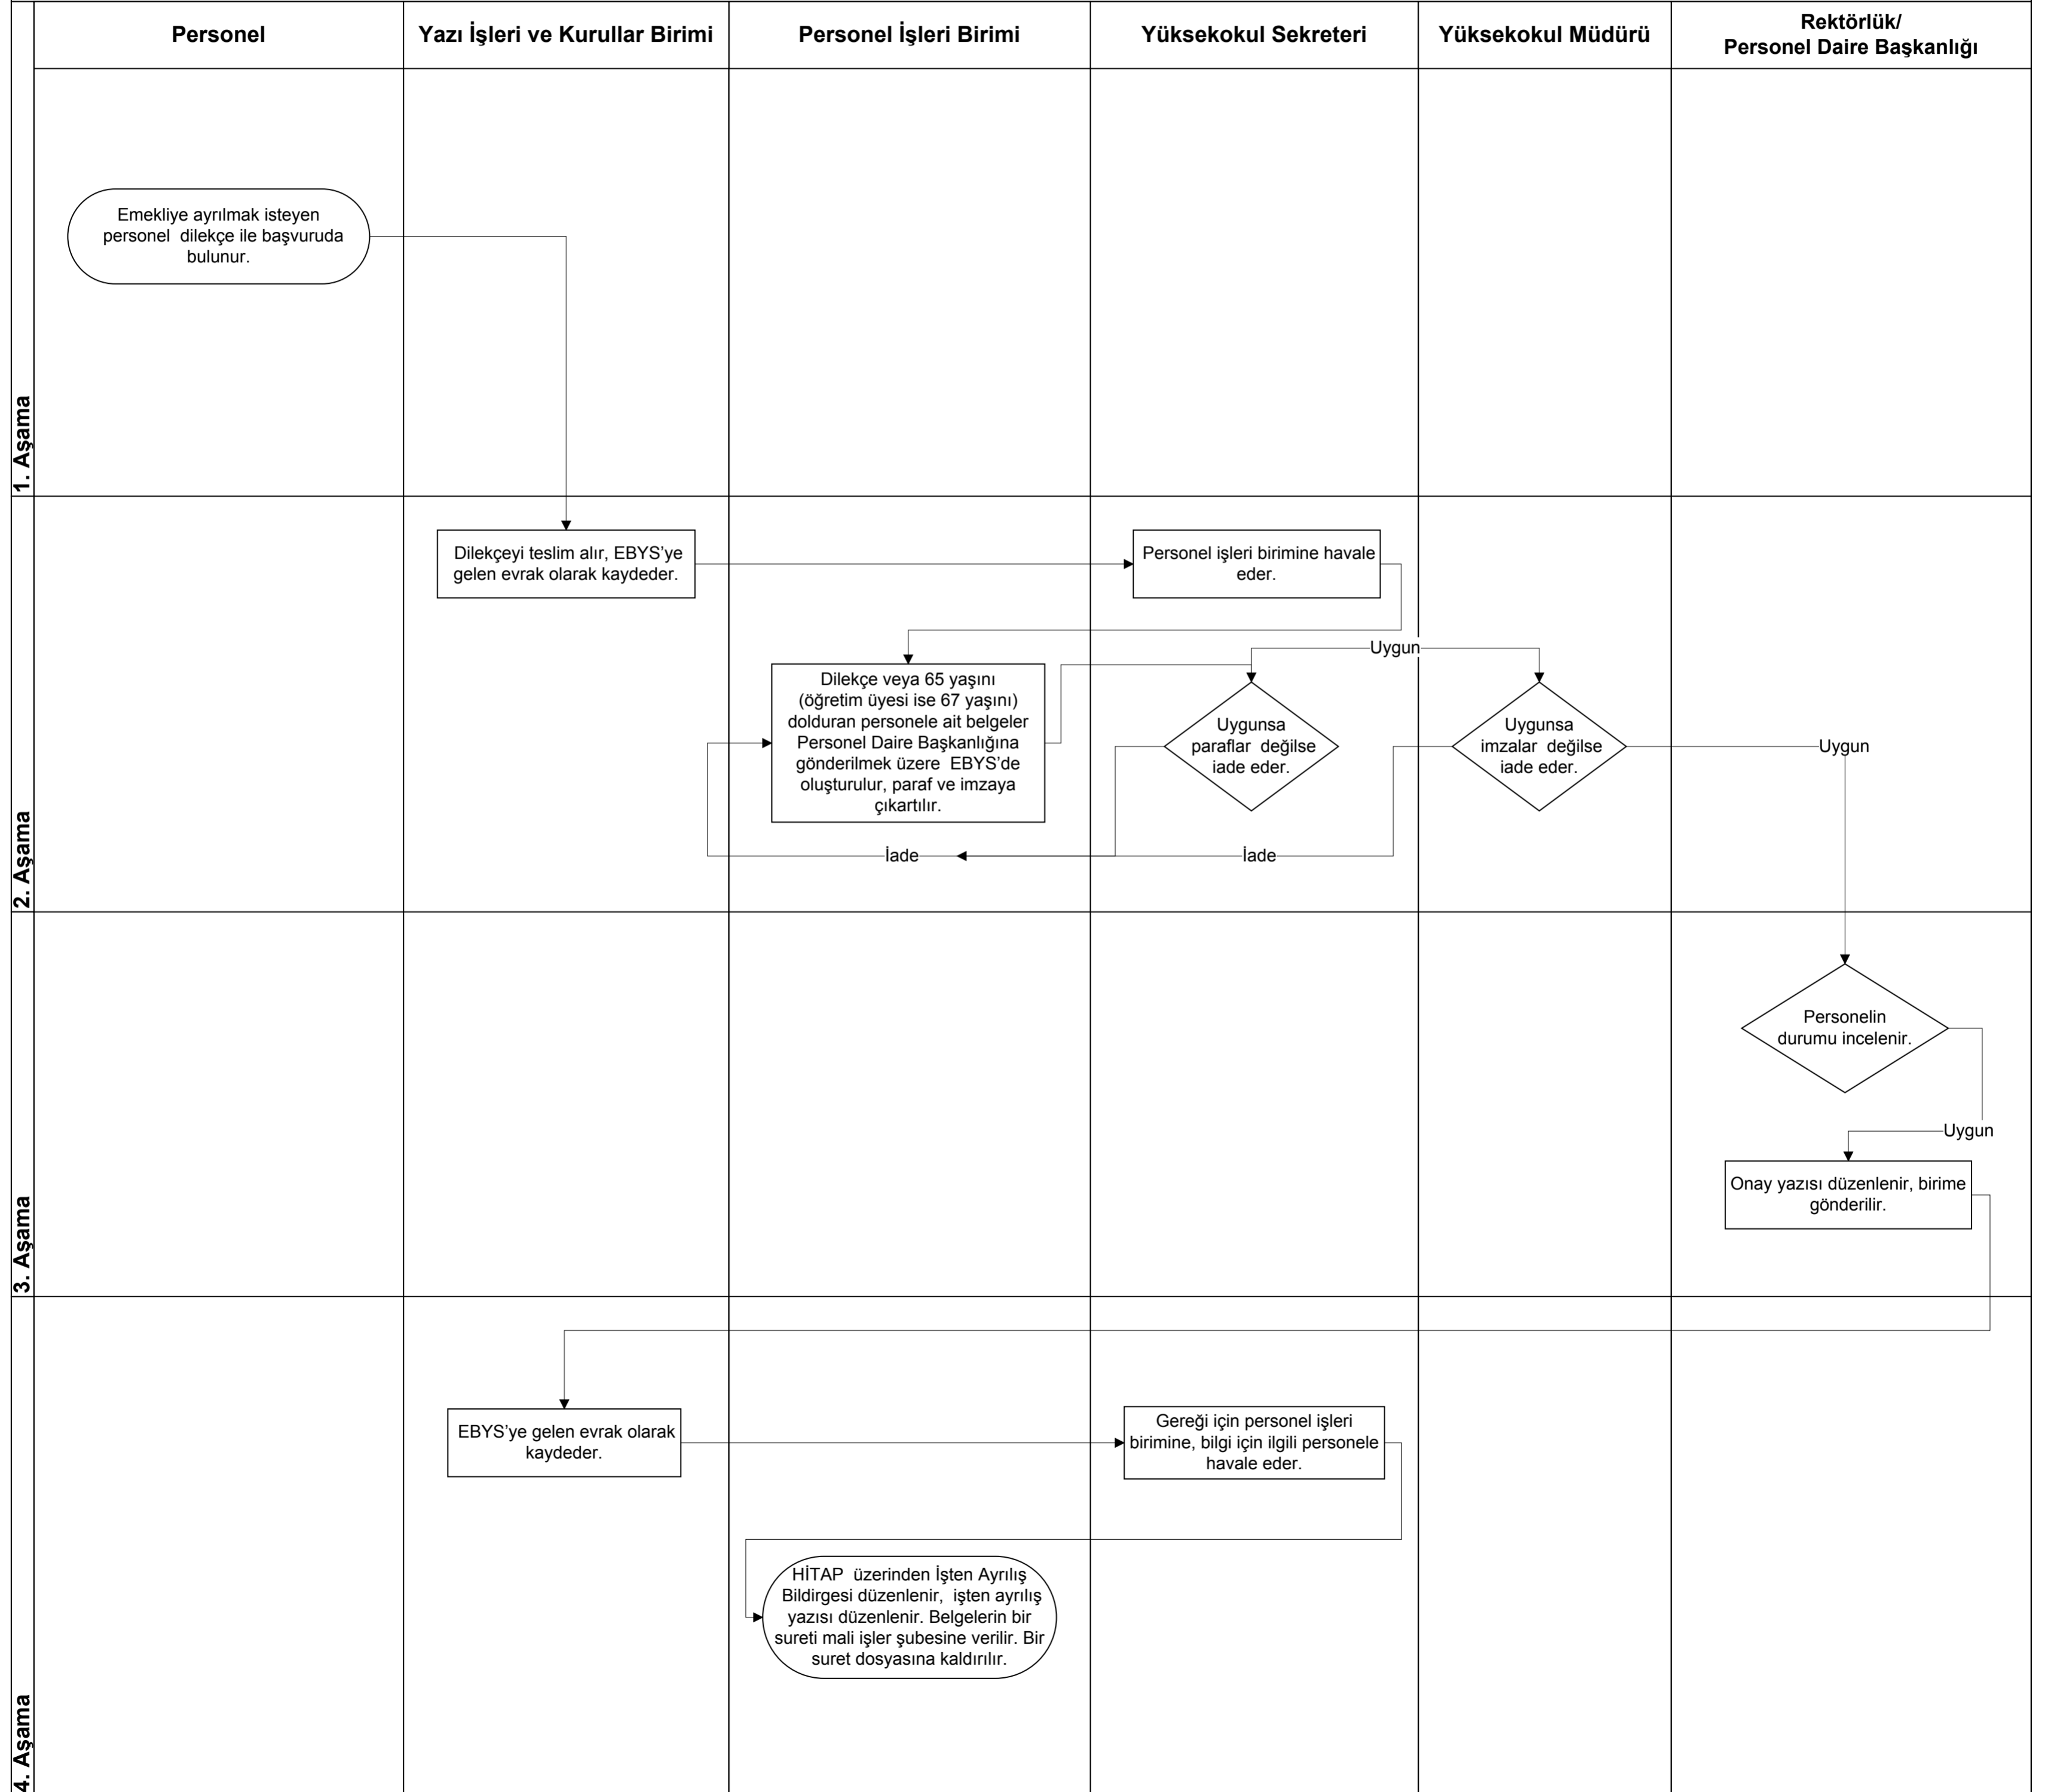 Personel
Yazı İşleri ve Kurullar Birimi
Personel İşleri Birimi
Yüksekokul Sekreteri
Yüksekokul Müdürü
Rektörlük/
Personel Daire Başkanlığı
1. Aşama
Emekliye ayrılmak isteyen
personel dilekçe ile başvuruda
bulunur.
2. Aşama
Dilekçeyi teslim alır, EBYS’ye
gelen evrak olarak kaydeder.
Personel işleri birimine havale
eder.
Dilekçe veya 65 yaşını
(öğretim üyesi ise 67 yaşını)
dolduran personele ait belgeler
Personel Daire Başkanlığına
gönderilmek üzere EBYS’de
oluşturulur, paraf ve imzaya
çıkartılır.
Uygun
Uygunsa
paraflar değilse
iade eder.
Uygunsa
imzalar değilse
iade eder.
Uygun
İade
İade
3. Aşama
Personelin
durumu incelenir.
Uygun
Onay yazısı düzenlenir, birime
gönderilir.
4. Aşama
EBYS’ye gelen evrak olarak
kaydeder.
Gereği için personel işleri
birimine, bilgi için ilgili personele
havale eder.
HİTAP üzerinden İşten Ayrılış
Bildirgesi düzenlenir, işten ayrılış
yazısı düzenlenir. Belgelerin bir
sureti mali işler şubesine verilir. Bir
suret dosyasına kaldırılır.